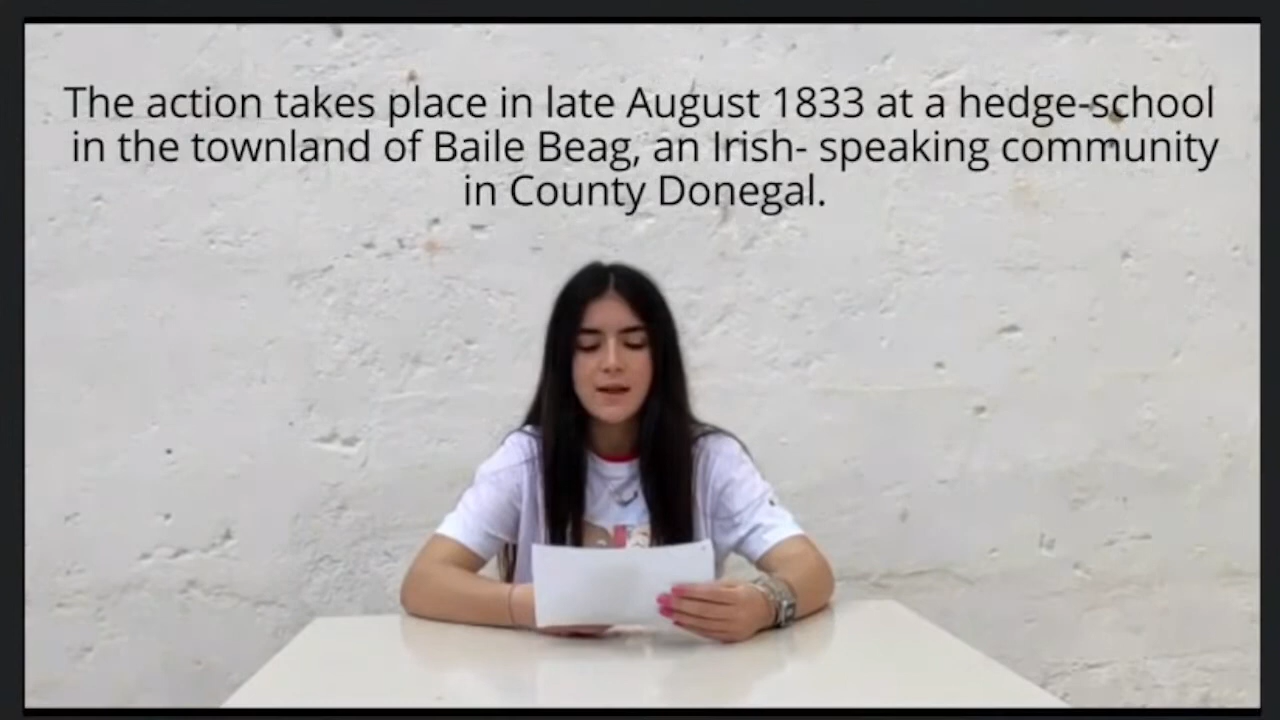 The action takes place in late August 1833 at a hedge-school
in the townland of Baile Beag, an Irish- speaking community
in County Donegal.